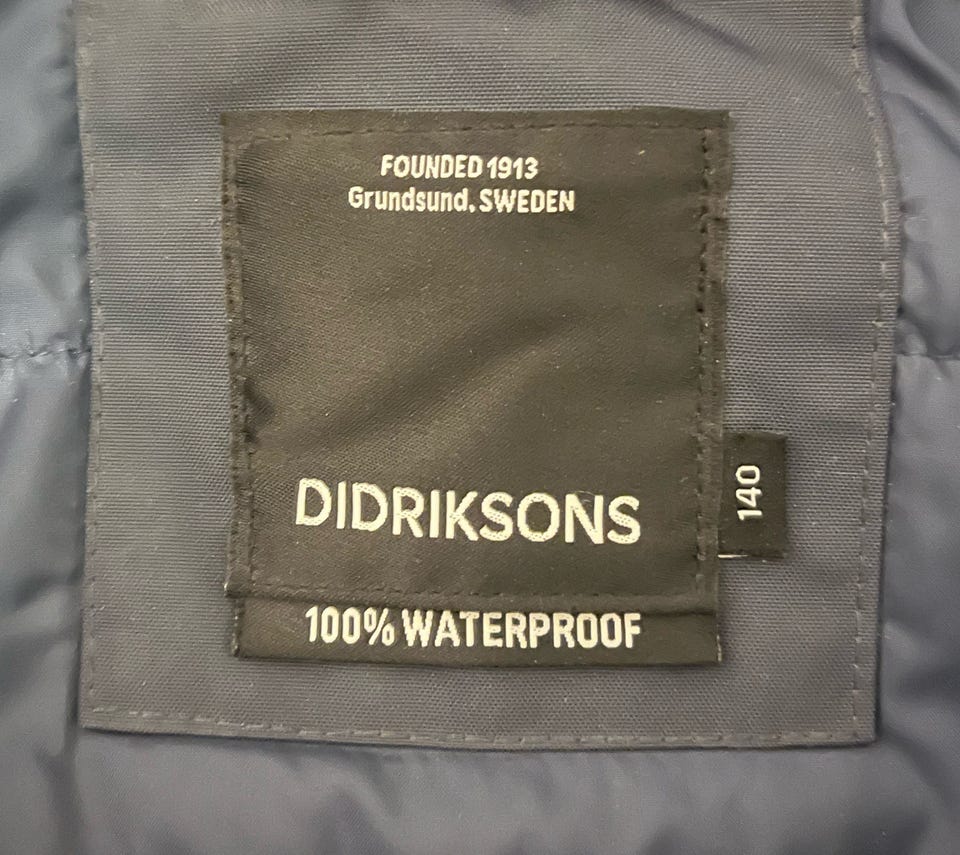 FOUNDED 1913
Grundsund, SWEDEN
DIDRIKSONS
140
100% WATERPROOF